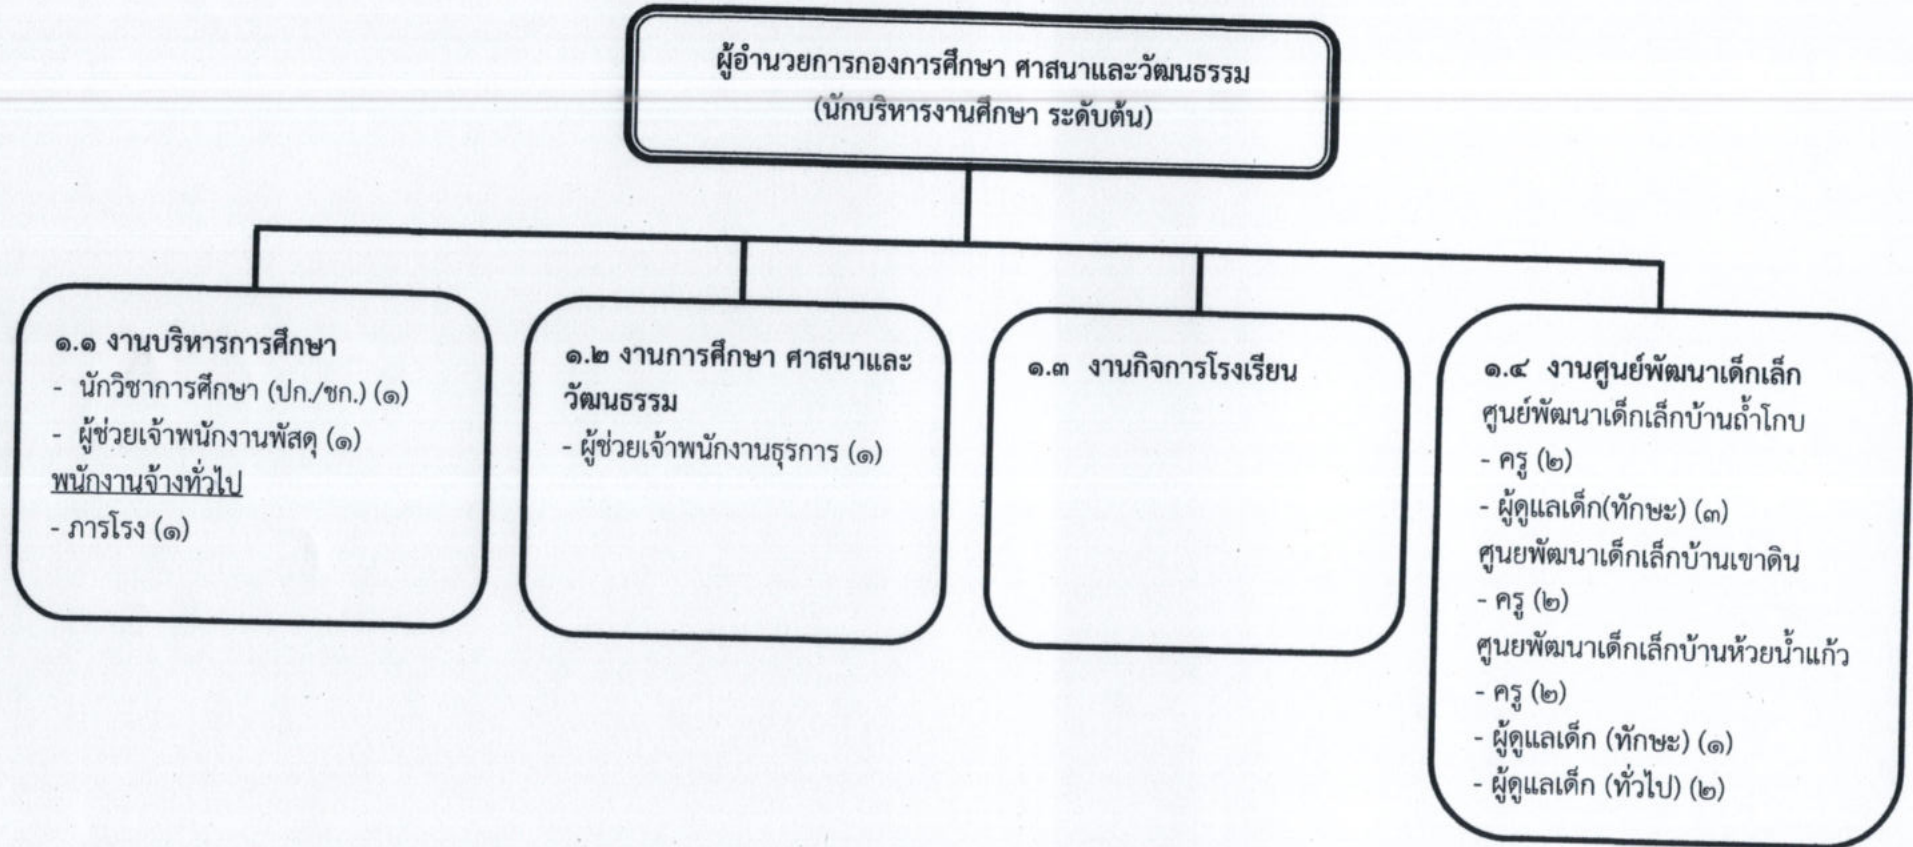 ผู้อำนวยการกองการศึกษา ศาสนาและวัฒนธรรม
(นักบริหารงานศึกษา ระดับต้น)
๑.๑ งานบริหารการศึกษา
- นักวิชาการศึกษา (ปก./ชก.) (๑)
- ผู้ช่วยเจ้าพนักงานพัสดุ (๑)
พนักงานจ้างทั่วไป
- ภารโรง (๑)
๑.๒ งานการศึกษา ศาสนาและ
วัฒนธรรม
- ผู้ช่วยเจ้าพนักงานธุรการ (๑)
๑.๓ งานกิจการโรงเรียน
๑.๔ งานศูนย์พัฒนาเด็กเล็ก
ศูนย์พัฒนาเด็กเล็กบ้านถ้ำโกบ
- ครู (๒)
- ผู้ดูแลเด็ก(ทักษะ) (๓)
ศูนยพัฒนาเด็กเล็กบ้านเขาดิน
- ครู (๒)
ศูนยพัฒนาเด็กเล็กบ้านห้วยน้ำแก้ว
- ครู (๒)
- ผู้ดูแลเด็ก (ทักษะ) (๑)
- ผู้ดูแลเด็ก (ทั่วไป) (๒)